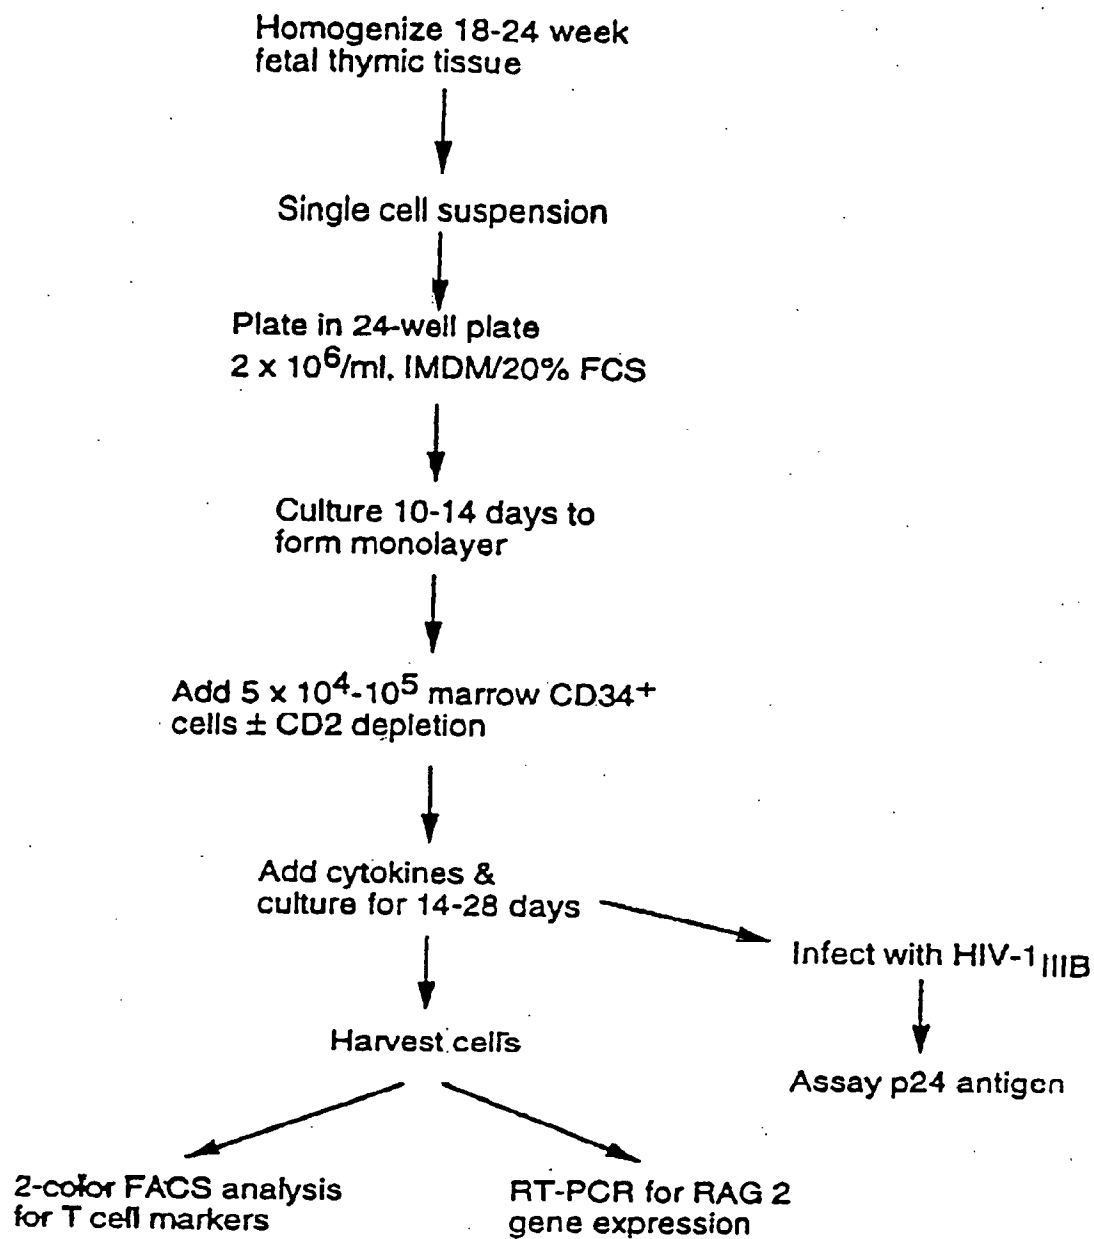 Homogenize 18-24 week
fetal thymic tissue
Single cell suspension
Plate in 24-well plate
2 x 10⁶/ml, IMDM/20% FCS
Culture 10-14 days to
form monolayer
Add 5 x 10⁴-10⁵ marrow CD34⁺
cells ± CD2 depletion
Add cytokines &
culture for 14-28 days
Infect with HIV-1 IIIB
Harvest cells
Assay p24 antigen
2-color FACS analysis
for T cell markers
RT-PCR for RAG 2
gene expression